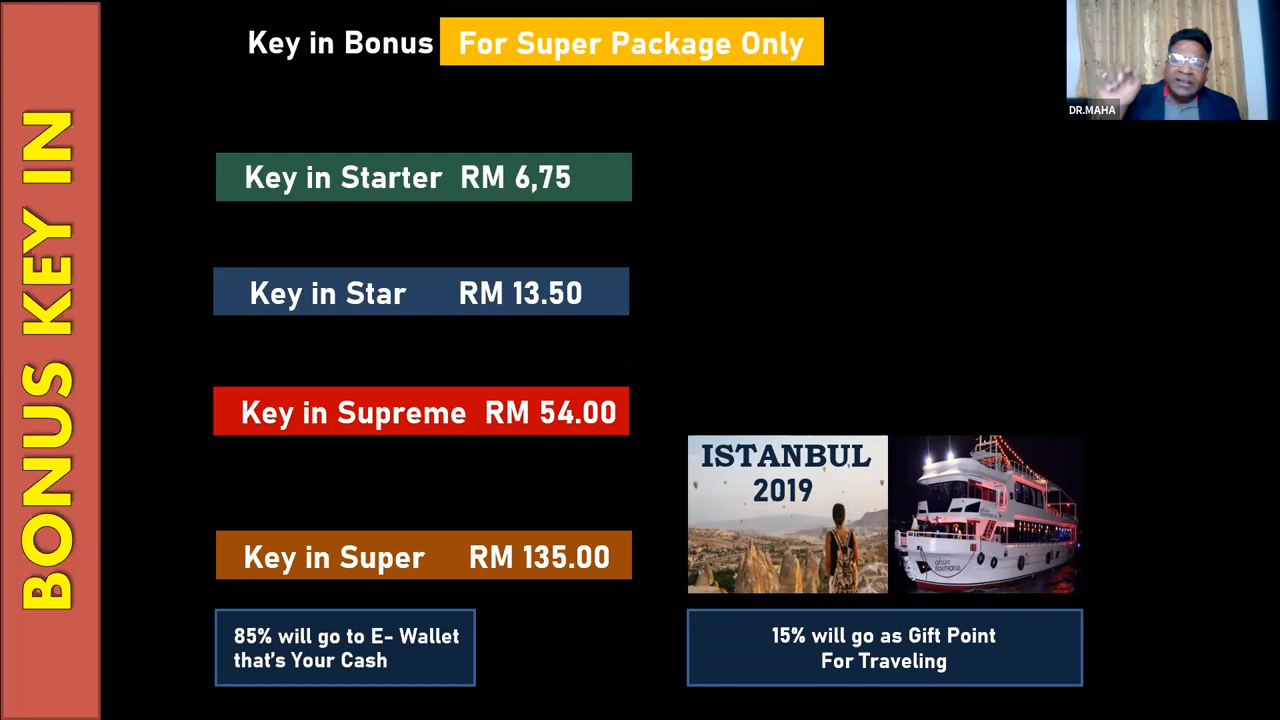 Key in Bonus For Super Package Only
DR.MAHA
BONUS KEY IN
Key in Starter RM 6,75
Key in Star RM 13.50
Key in Supreme RM 54.00
ISTANBUL
2019
Key in Super RM 135.00
85% will go to E- Wallet
that's Your Cash
15% will go as Gift Point
For Traveling